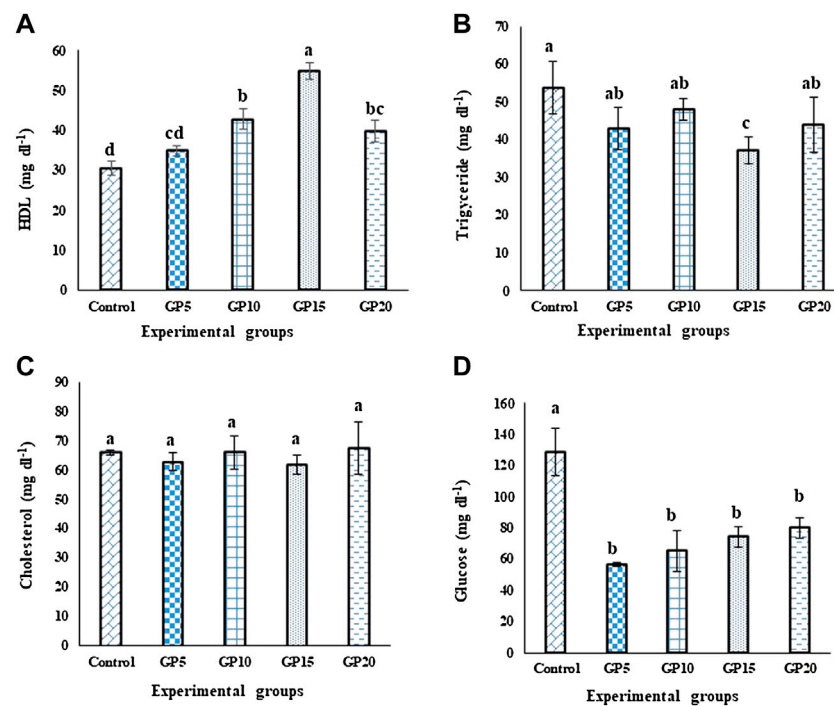 A
HDL (mg dl-1)
60
50
40
30
20
10
0
d
cd
b
a
bc
Control GP5 GP10 GP15 GP20
Experimental groups
B
Trigyceride (mg dl-1)
70
60
50
40
30
20
10
0
a
ab
ab
c
ab
Control GP5 GP10 GP15 GP20
Experimental groups
C
Cholesterol (mg dl-1)
90
80
70
60
50
40
30
20
10
0
a
a
a
a
a
Control GP5 GP10 GP15 GP20
Experimental groups
D
Glucose (mg dl-1)
160
140
120
100
80
60
40
20
0
a
b
b
b
b
Control GP5 GP10 GP15 GP20
Experimental groups